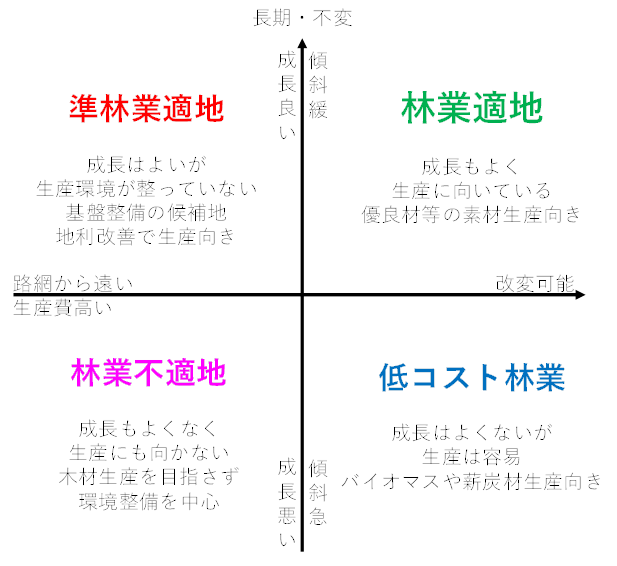 長期・不変
成長良い
傾斜緩
準林業適地
成長はよいが
生産環境が整っていない
基盤整備の候補地
地利改善で生産向き
林業適地
成長もよく
生産に向いている
優良材等の素材生産向き
路網から遠い
生産費高い
改変可能
林業不適地
成長もよくなく
生産にも向かない
木材生産を目指さず
環境整備を中心
低コスト林業
成長はよくないが
生産は容易
バイオマスや薪炭材生産向き
成長悪い
傾斜急